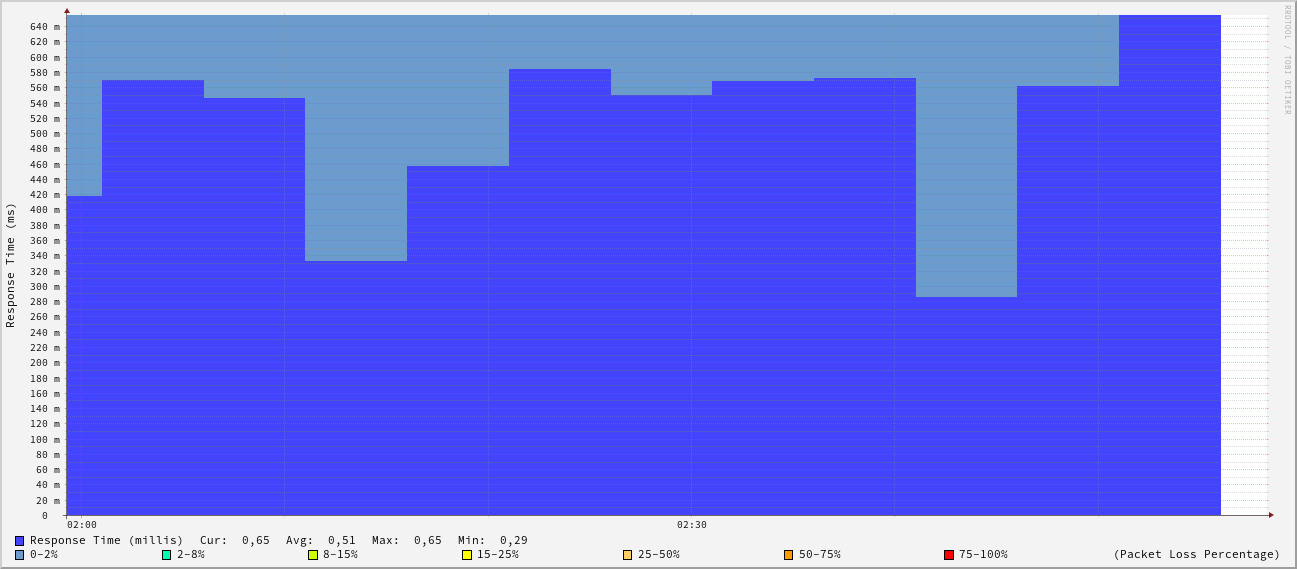 RRDTOOL / TOBI OETIKER
Response Time (ms)
640 m
620 m
600 m
580 m
560 m
540 m
520 m
500 m
480 m
460 m
440 m
420 m
400 m
380 m
360 m
340 m
320 m
300 m
280 m
260 m
240 m
220 m
200 m
180 m
160 m
140 m
120 m
100 m
80 m
60 m
40 m
20 m
0
02:00 02:30
Response Time (millis) Cur: 0,65 Avg: 0,51 Max: 0,65 Min: 0,29
0-2% 2-8% 8-15% 15-25% 25-50% 50-75% 75-100% (Packet Loss Percentage)